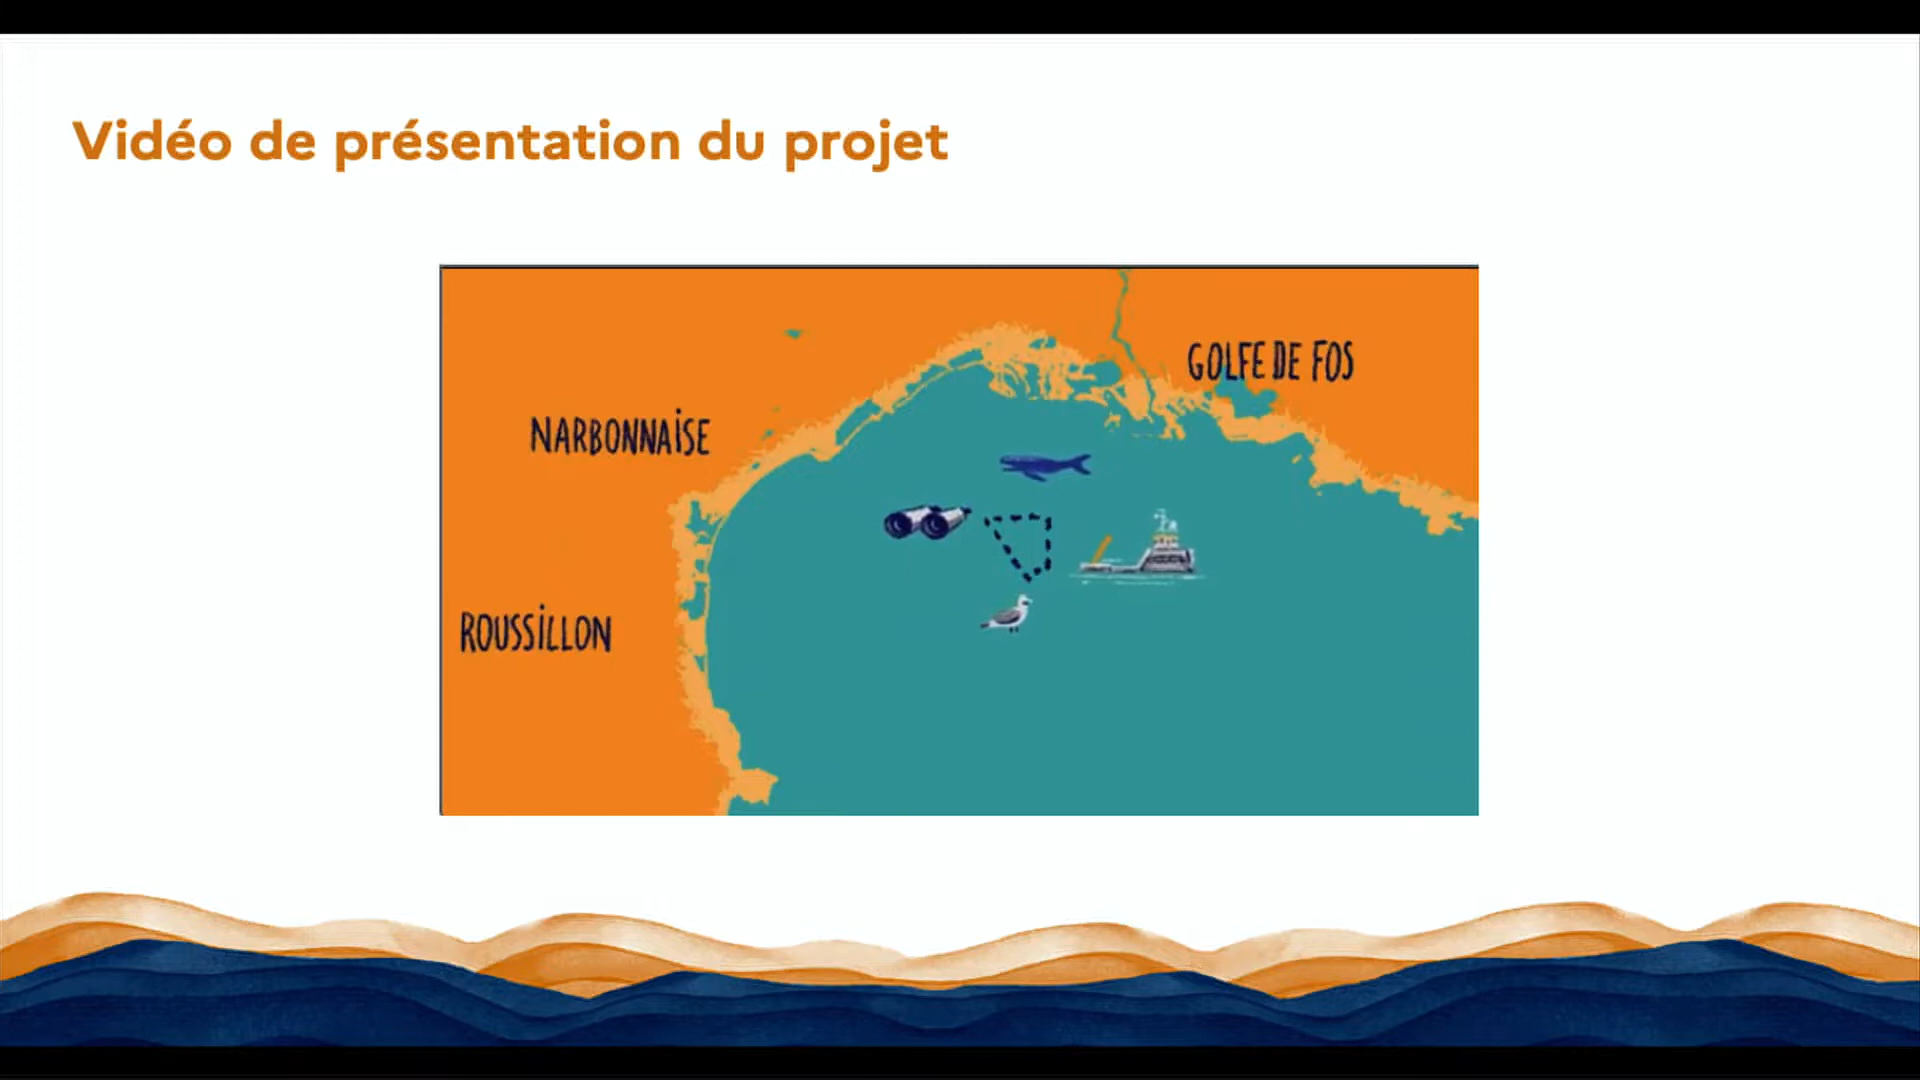 Vidéo de présentation du projet
GOLFE DE FOS
NARBONNAISE
ROUSSILLON